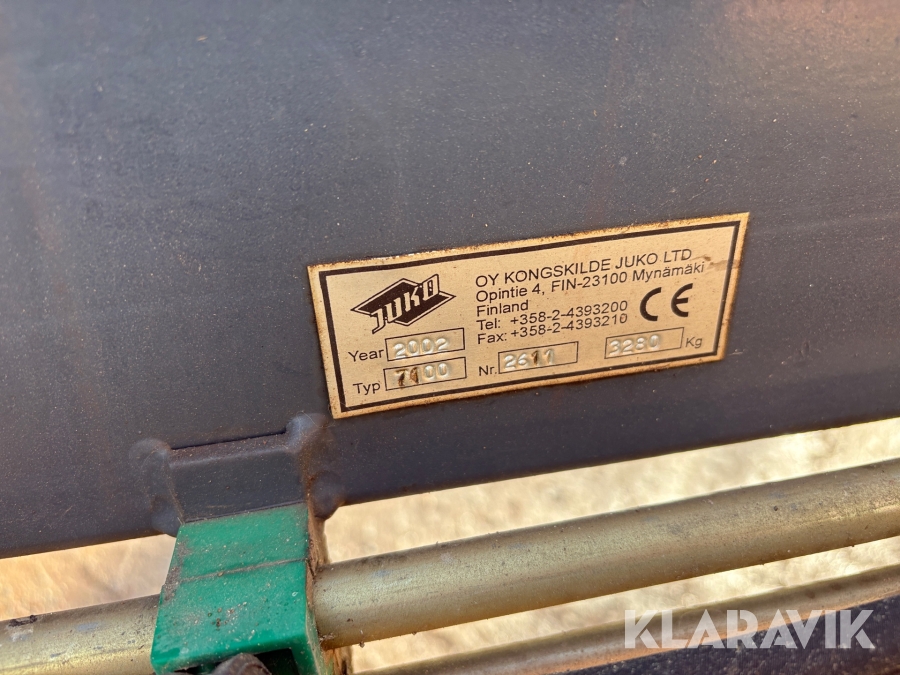 JUKO
OY KONGSKILDE JUKO LTD
Opintie 4, FIN-23100 Mynämäki
Finland
Tel: +358-2-4393200
Fax: +358-2-4393210
CE
Year 2002
Typ 7100 Nr. 2611 3280 Kg
KLARAVIK